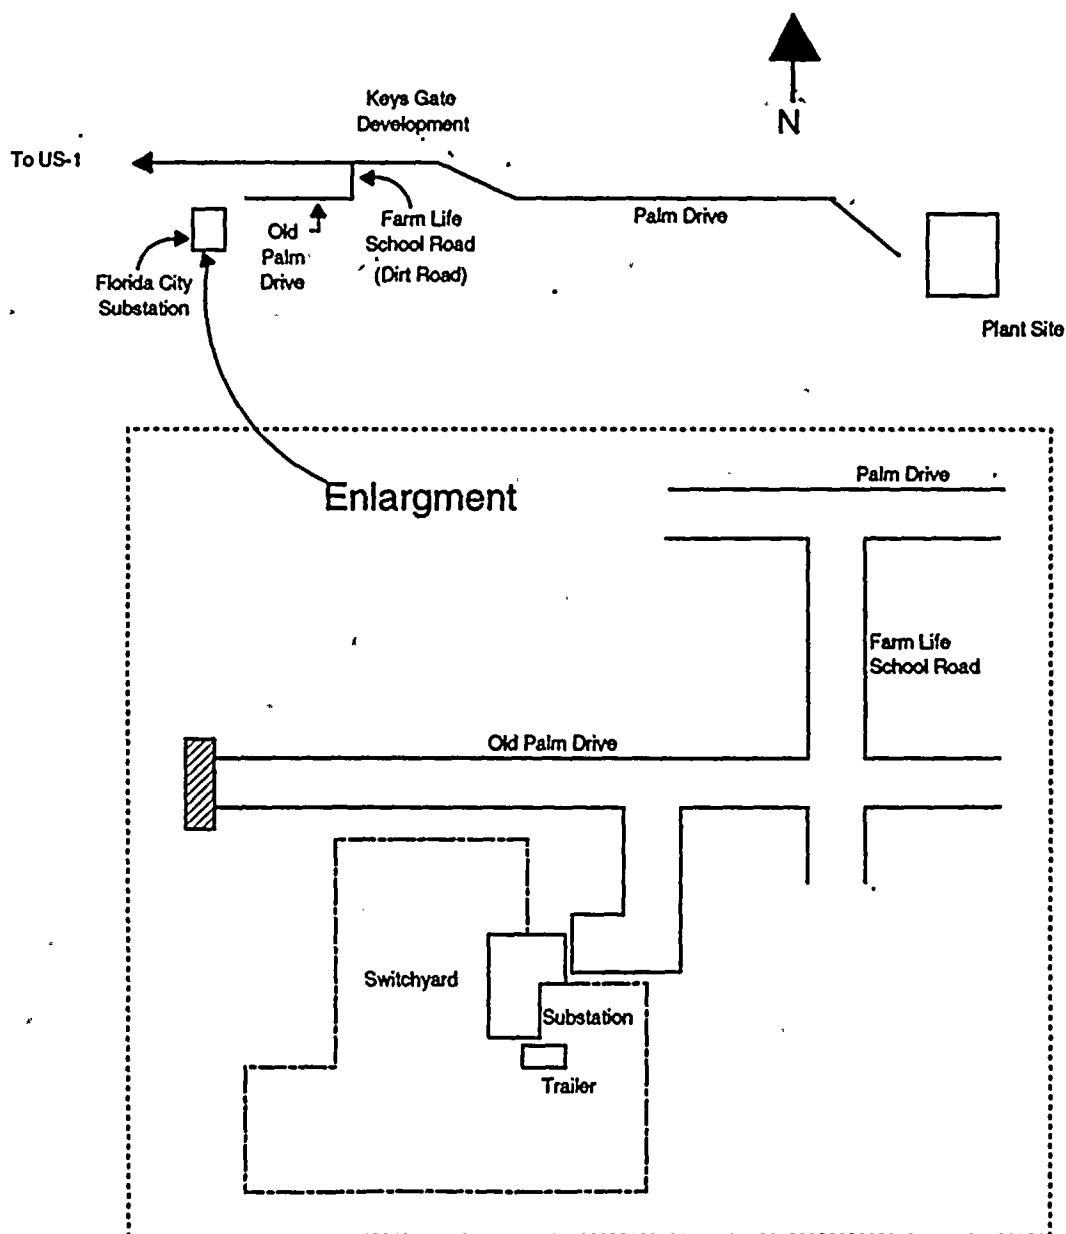 N
Keys Gate
Development
To US-1
Palm Drive
Farm Life
School Road
(Dirt Road)
Old
Palm
Drive
Florida City
Substation
Plant Site
Enlargment
Palm Drive
Farm Life
School Road
Old Palm Drive
Switchyard
Substation
Trailer